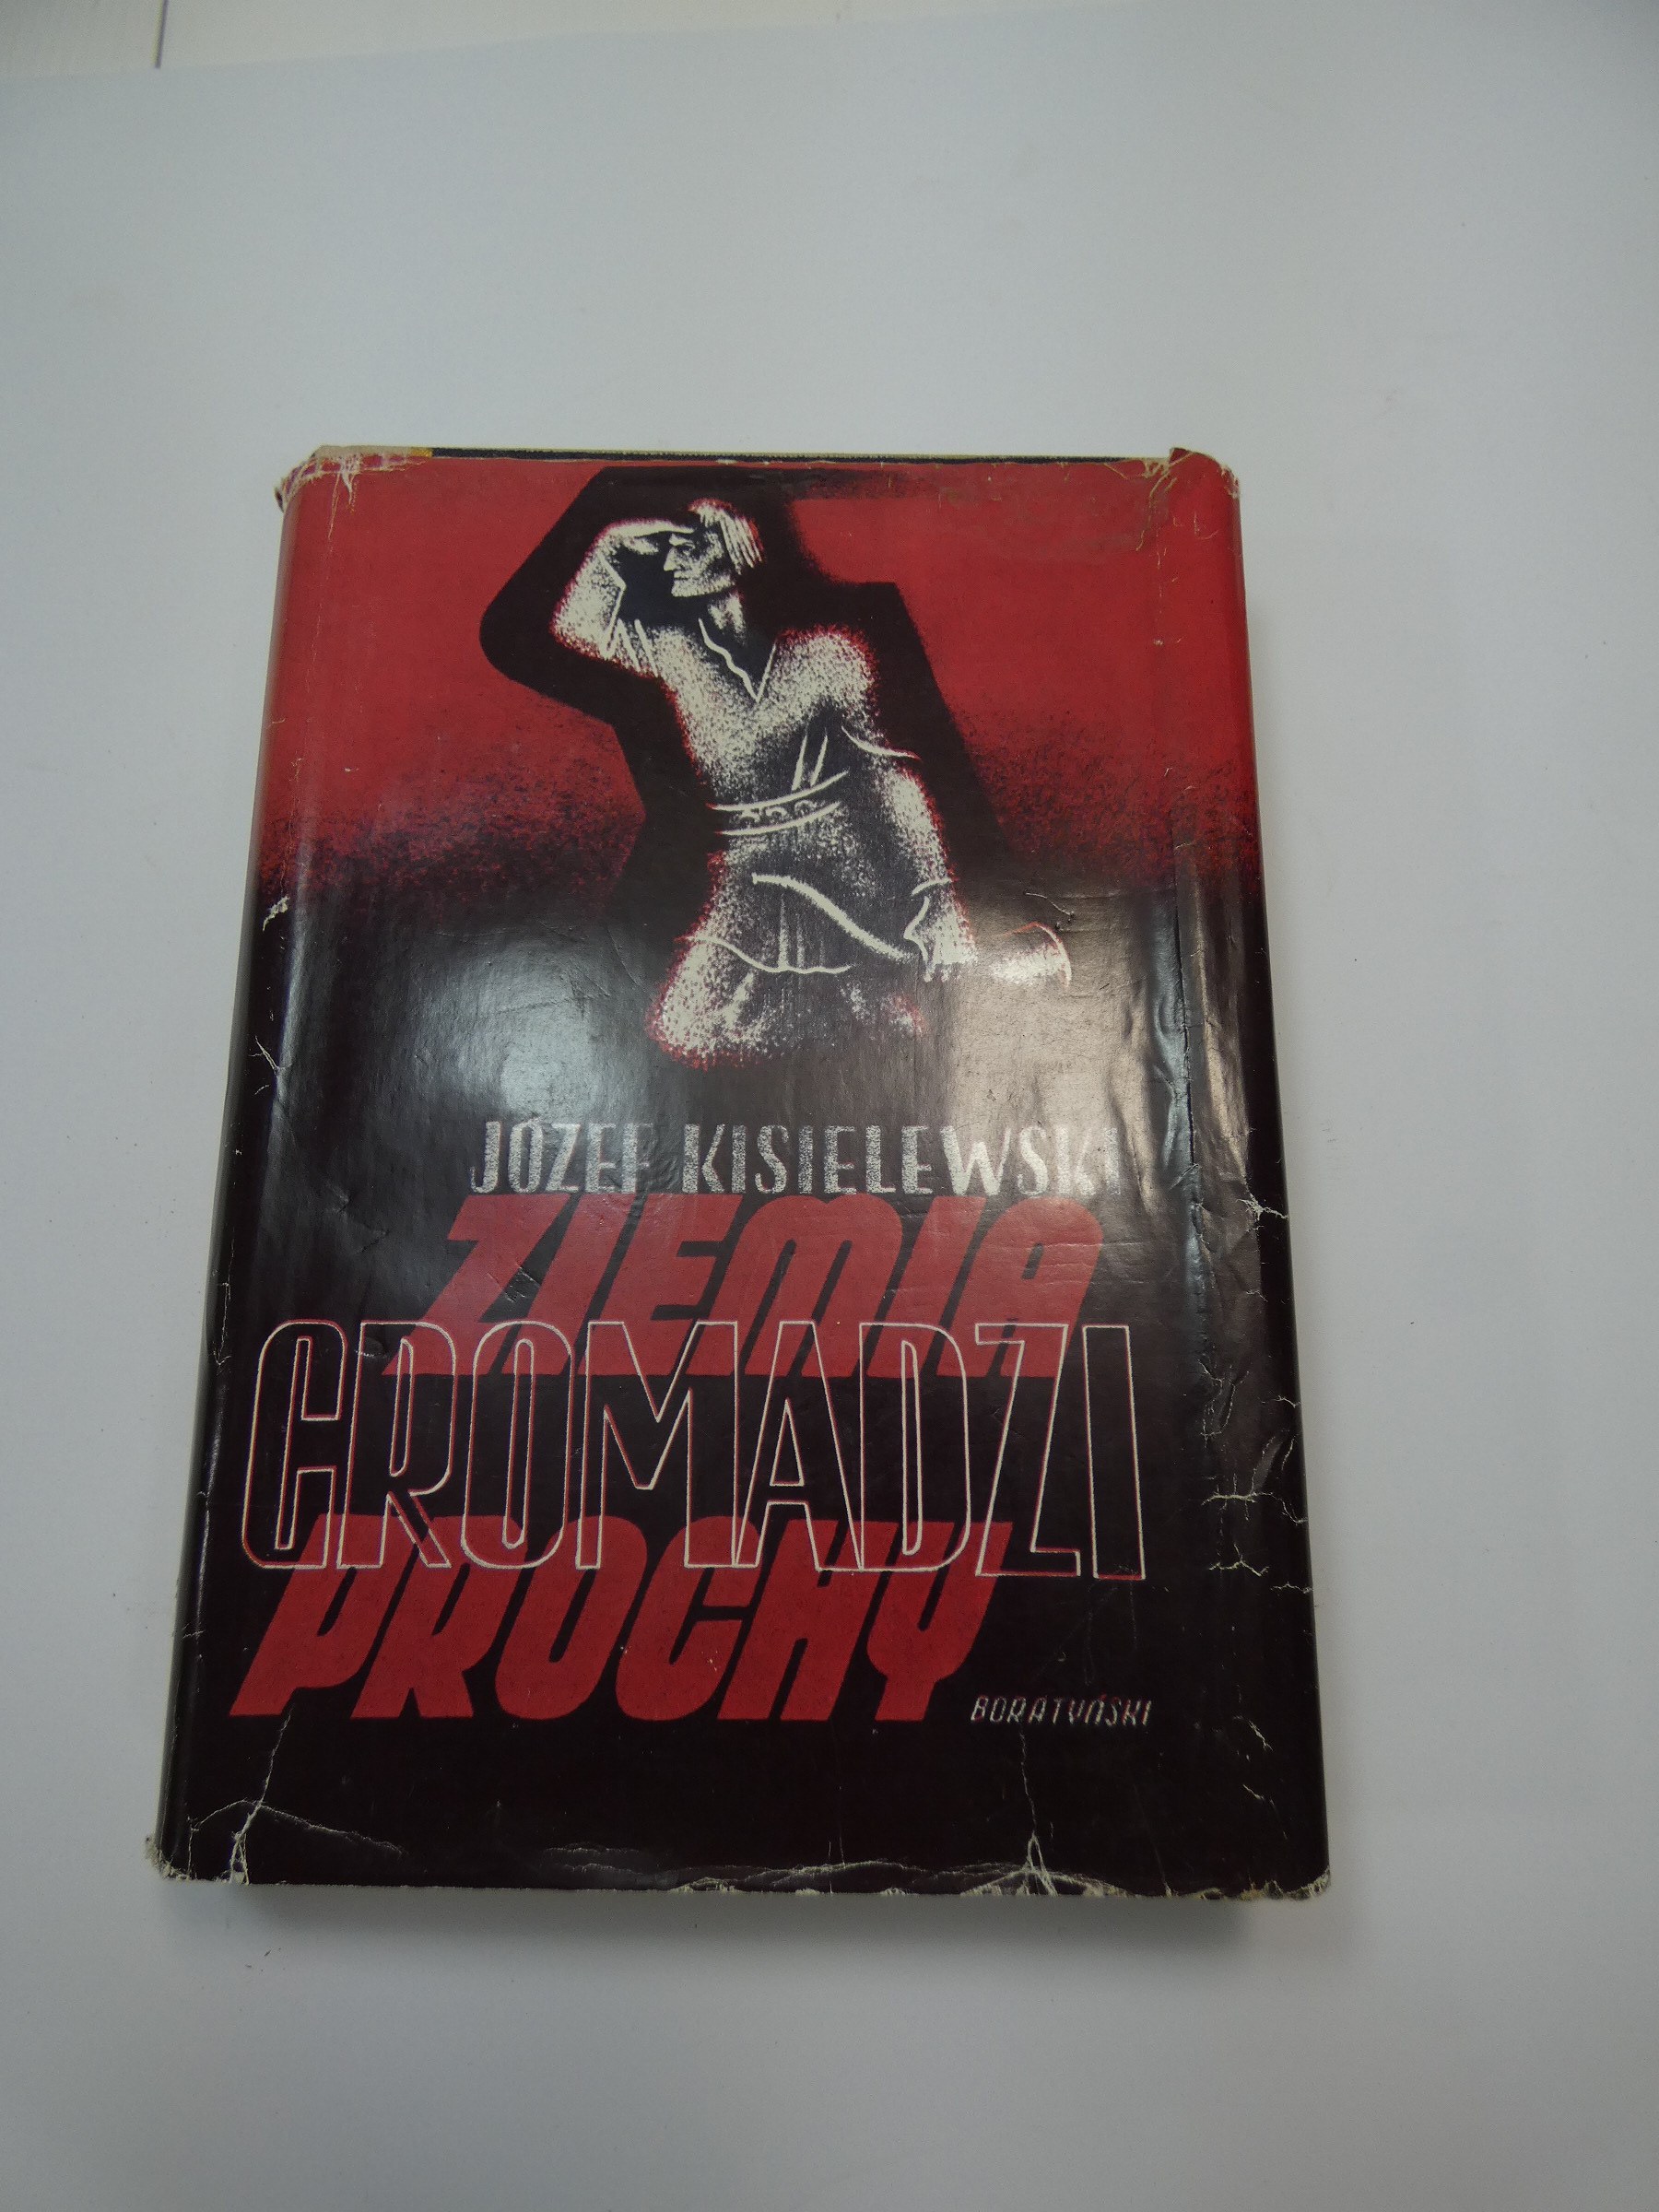 JÓZEF KISIELEWSKI
ZIEMIA
GROMADZI
PROCHY
BORATYŃSKI